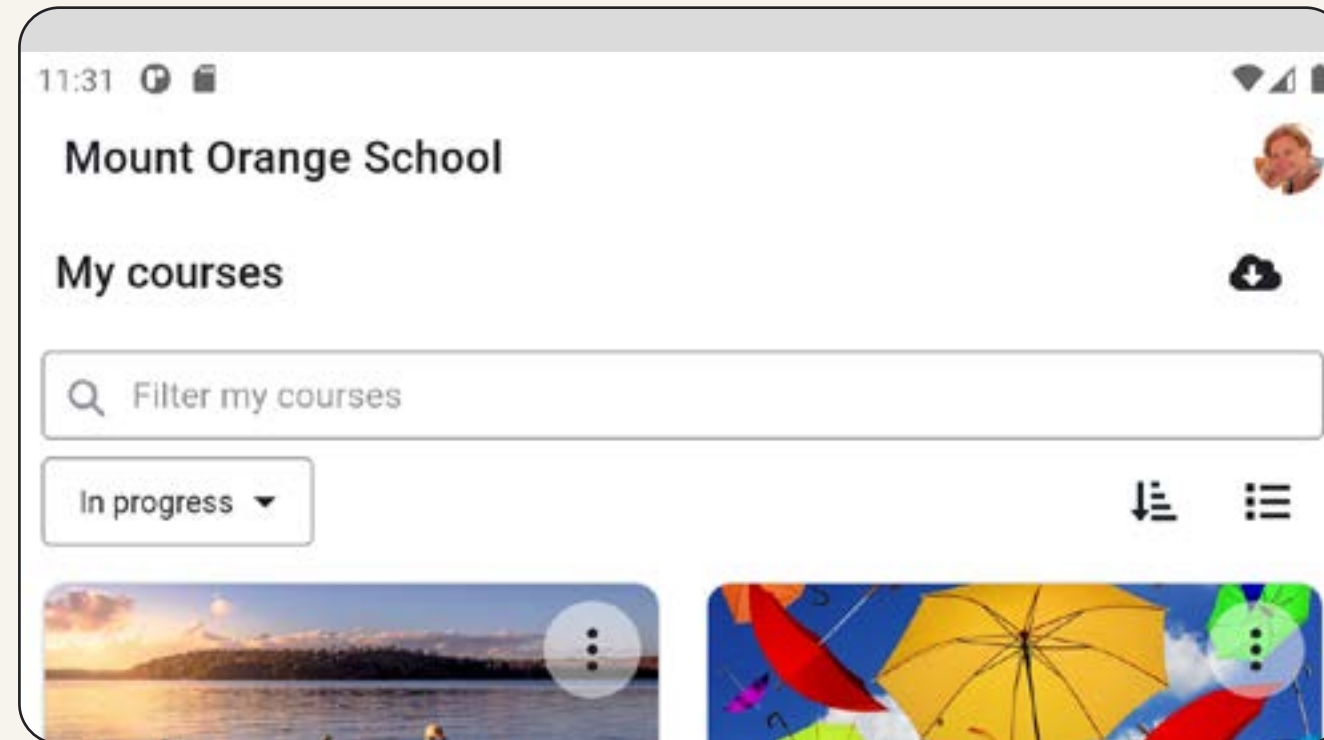 11:31
Mount Orange School
My courses
Filter my courses
In progress